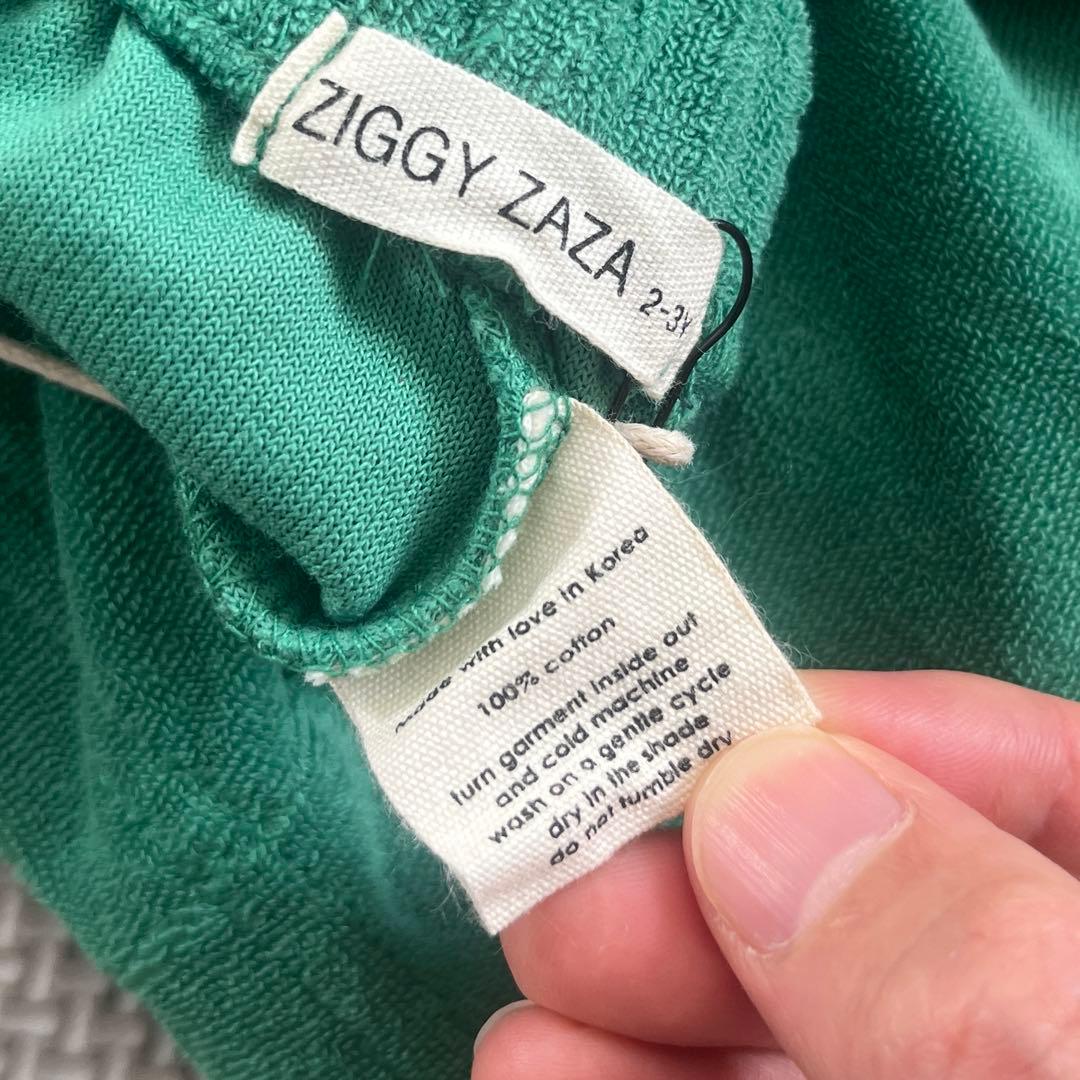 ZIGGY ZAZA 2-3Y
made with love in Korea
100% cotton
turn garment inside out
and cold machine
wash on a gentle cycle
dry in the shade
do not tumble dry